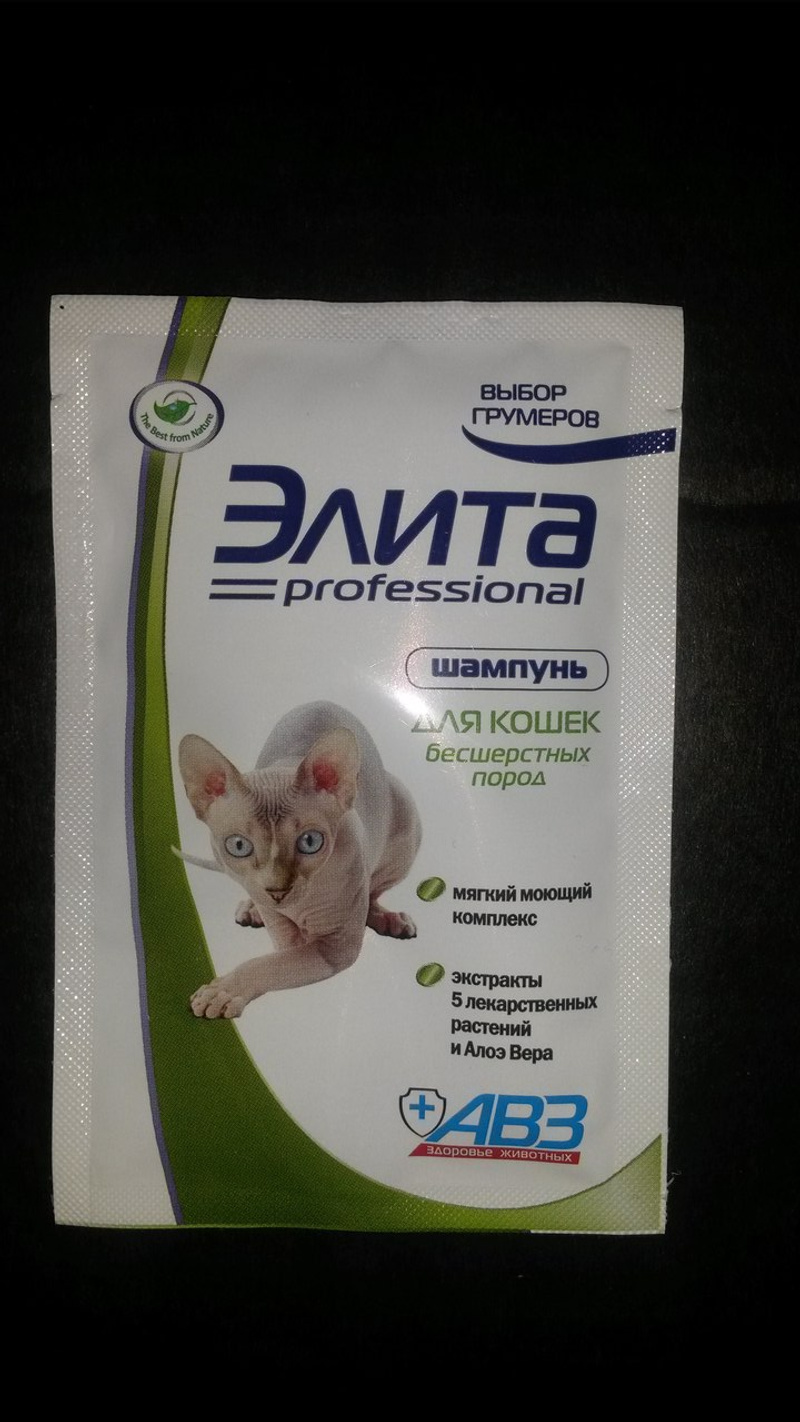 The Best from Nature
ВЫБОР
ГРУМЕРОВ
Элита
professional
шампунь
ДЛЯ КОШЕК
бесшерстных
пород
мягкий моющий
комплекс
экстракты
5 лекарственных
растений
и Алоэ Вера
АВЗ
ЗДОРОВЬЕ ЖИВОТНЫХ